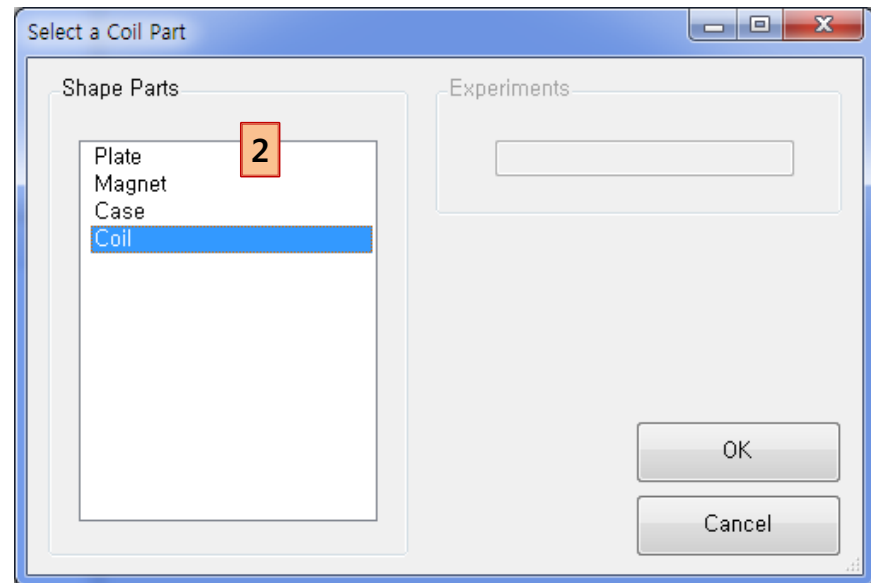 Select a Coil Part
Shape Parts
Experiments
2
Plate
Magnet
Case
Coil
OK
Cancel